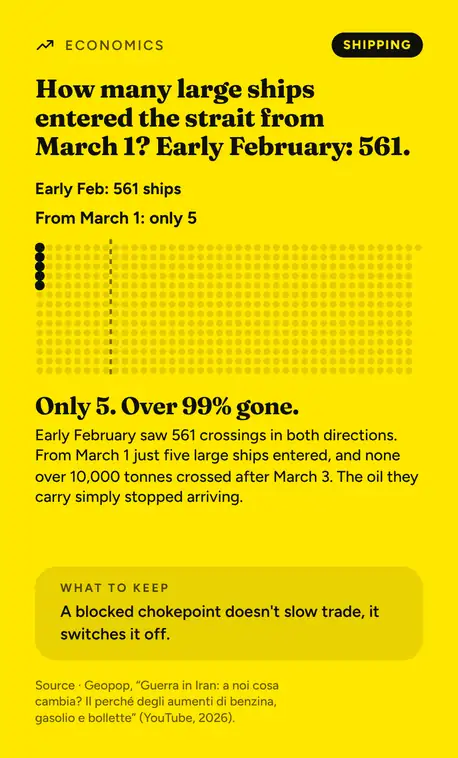 ECONOMICS
SHIPPING
How many large ships
entered the strait from
March 1? Early February: 561.
Early Feb: 561 ships
From March 1: only 5
Only 5. Over 99% gone.
Early February saw 561 crossings in both directions.
From March 1 just five large ships entered, and none
over 10,000 tonnes crossed after March 3. The oil they
carry simply stopped arriving.
WHAT TO KEEP
A blocked chokepoint doesn't slow trade, it
switches it off.
Source · Geopop, “Guerra in Iran: a noi cosa
cambia? Il perché degli aumenti di benzina,
gasolio e bollette” (YouTube, 2026).